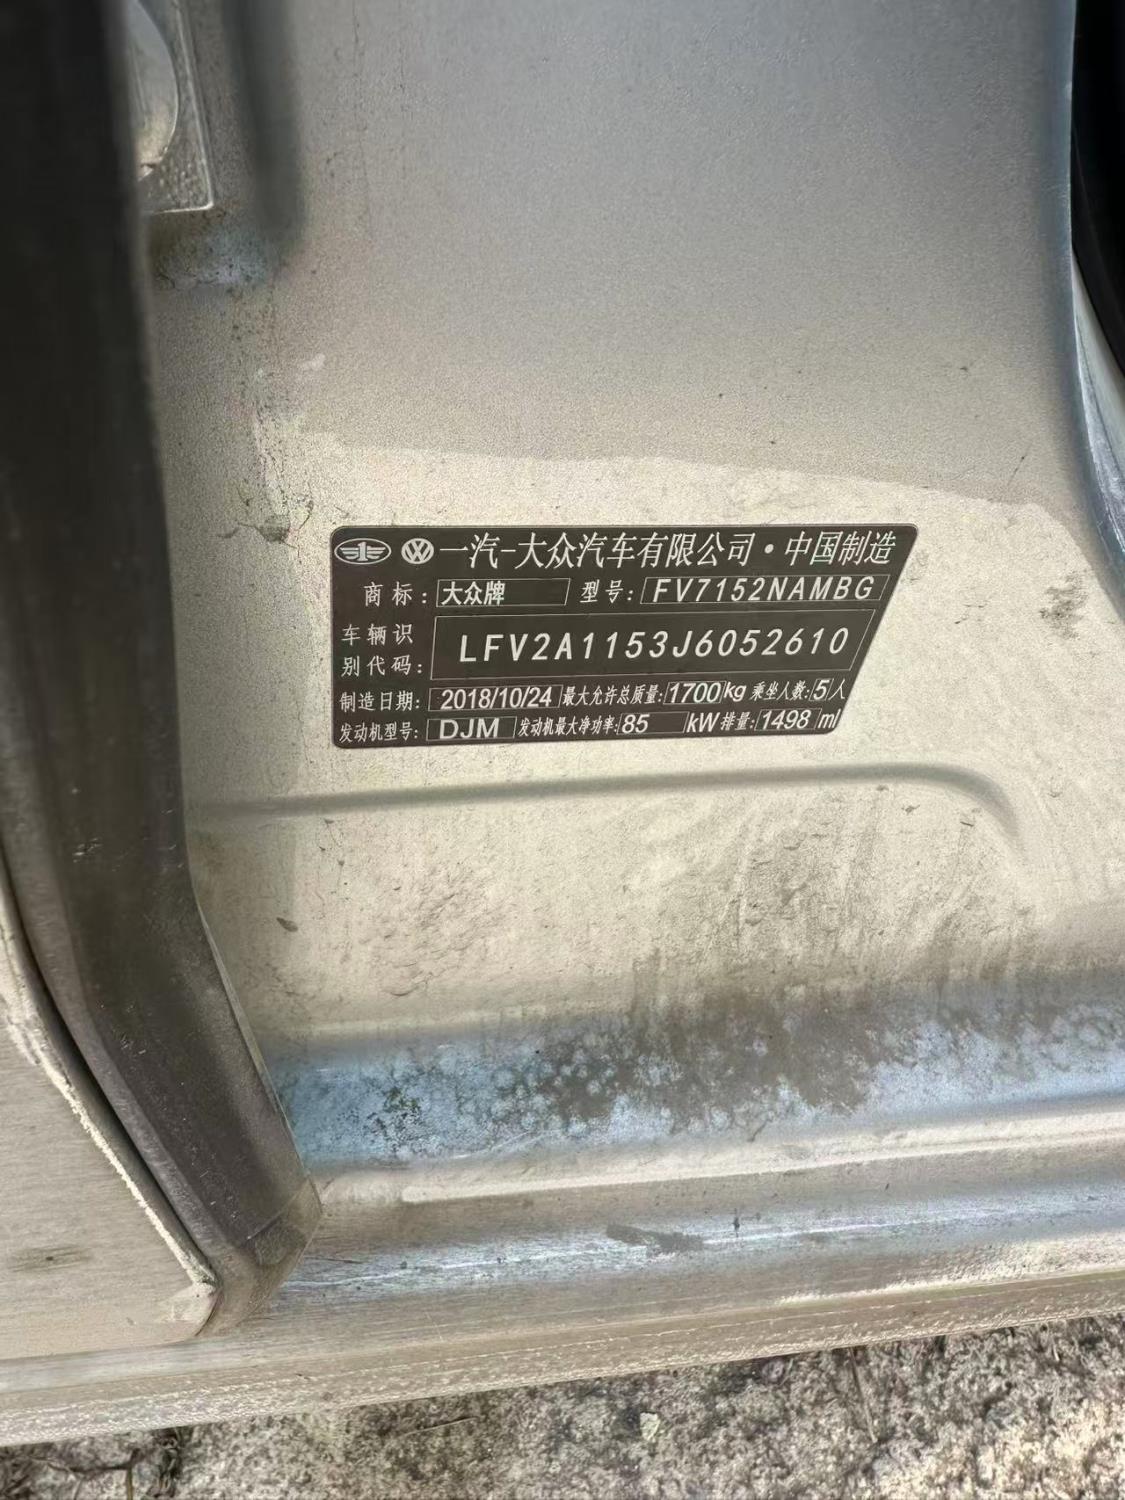 一汽-大众汽车有限公司·中国制造
商标: 大众牌 型号: FV7152NAMBG
车辆识别代码: LFV2A1153J6052610
制造日期: 2018/10/24 最大允许总质量: 1700kg 乘坐人数: 5人
发动机型号: DJM 发动机最大净功率: 85 kW 排量: 1498 ml